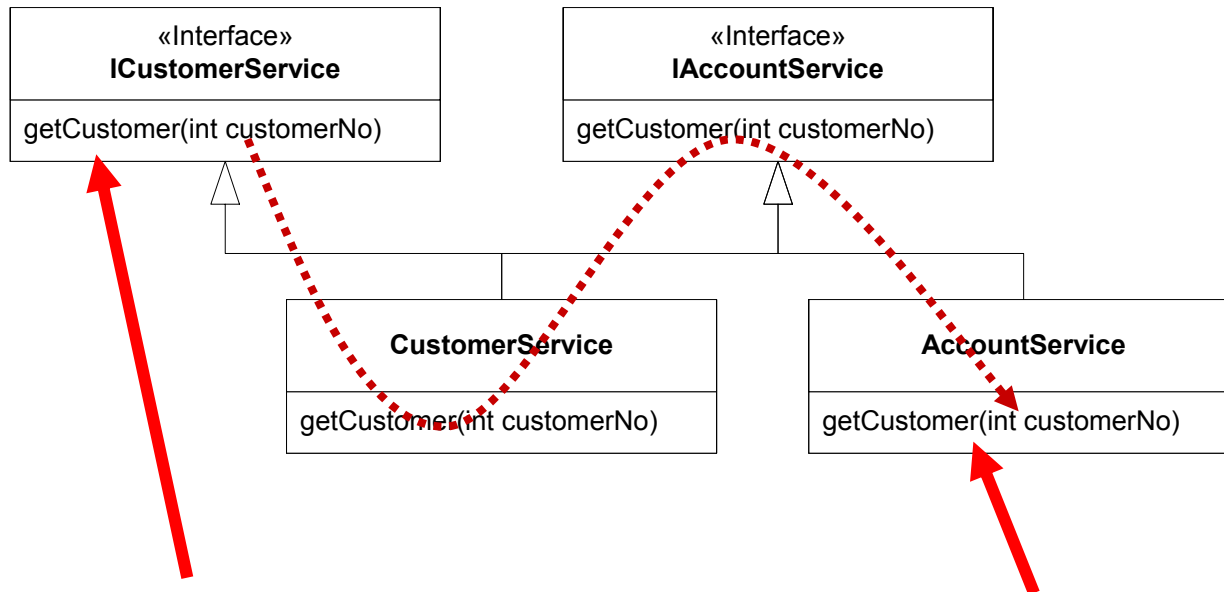 «Interface»
ICustomerService
getCustomer(int customerNo)
«Interface»
IAccountService
getCustomer(int customerNo)
CustomerService
getCustomer(int customerNo)
AccountService
getCustomer(int customerNo)